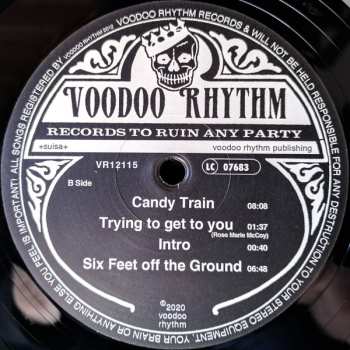 VOODOO RHYTHM RECORDS & WILL NOT BE HELD RESPONSIBLE FOR ANY DESTRUCTION TO YOUR STEREO EQUIPMENT, YOUR BRAIN OR ANYTHING ELSE YOU FEEL IS IMPORTANT! ALL SONGS REGISTERED BY VOODOO RHYTHM
VOODOO RHYTHM
RECORDS TO RUIN ANY PARTY
+suisa+
voodoo rhythm publishing
VR12115
LC 07683
B Side
Candy Train 08:08
Trying to get to you 01:37
(Rose Marie McCoy)
Intro 00:40
Six Feet off the Ground 06:48
©2020
voodoo
rhythm